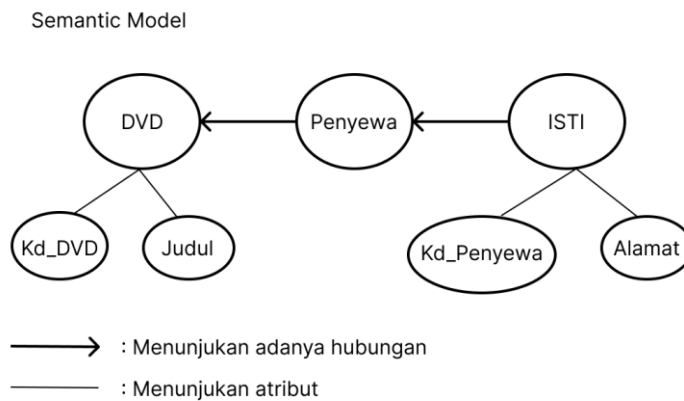 Semantic Model
DVD
Penyewa
ISTI
Kd_DVD
Judul
Kd_Penyewa
Alamat
: Menunjukan adanya hubungan
: Menunjukan atribut